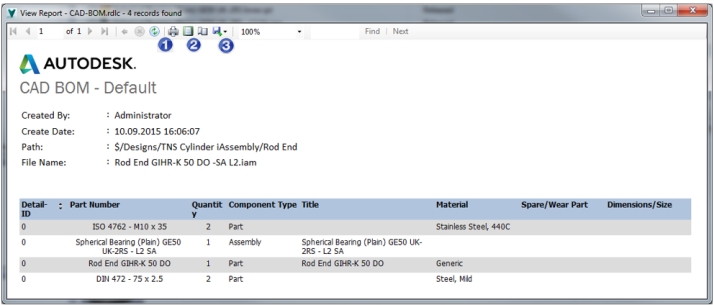 View Report - CAD-BOM.rdlc - 4 records found
1 of 1 100% Find | Next
1 2 3
AUTODESK.
CAD BOM - Default
Created By: : Administrator
Create Date: : 10.09.2015 16:06:07
Path: : $/Designs/TNS Cylinder iAssembly/Rod End
File Name: : Rod End GIHR-K 50 DO -SA L2.iam
Detail- Part Number Quantit Component Type Title Material Spare/Wear Part Dimensions/Size
ID y
0 ISO 4762 - M10 x 35 2 Part Stainless Steel, 440C
0 Spherical Bearing (Plain) GE50 1 Assembly Spherical Bearing (Plain) GE50 UK-
UK-2RS - L2 SA 2RS - L2 SA
0 Rod End GIHR-K 50 DO 1 Part Rod End GIHR-K 50 DO Generic
0 DIN 472 - 75 x 2.5 2 Part Steel, Mild